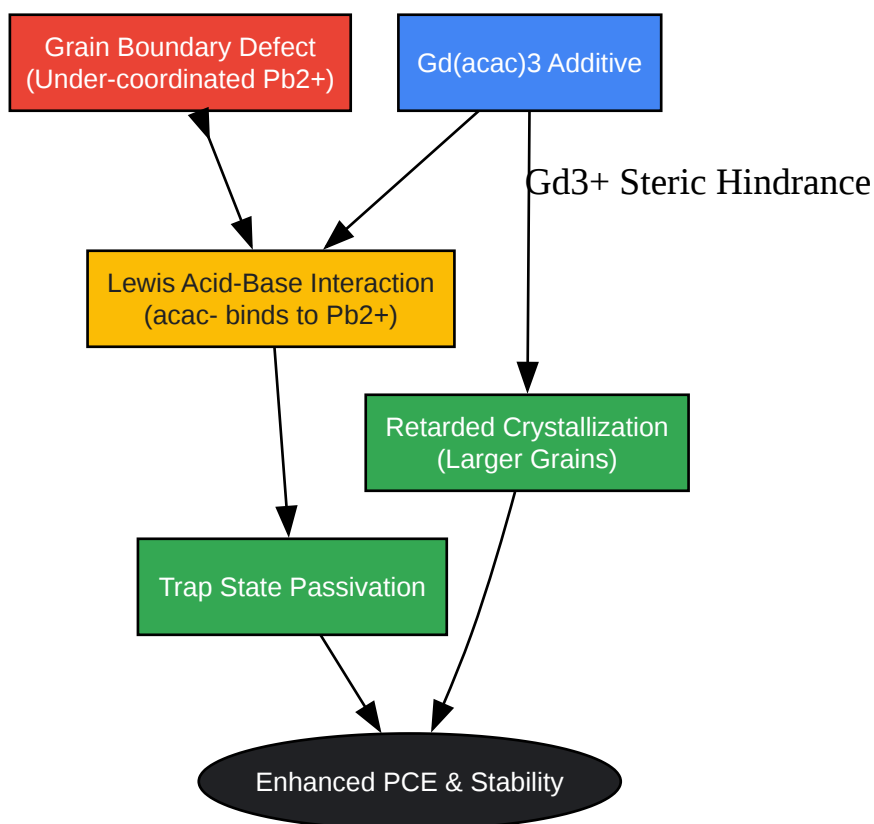 Grain Boundary Defect
(Under-coordinated Pb2+)
Gd(acac)3 Additive
Gd3+ Steric Hindrance
Lewis Acid-Base Interaction
(acac- binds to Pb2+)
Retarded Crystallization
(Larger Grains)
Trap State Passivation
Enhanced PCE & Stability